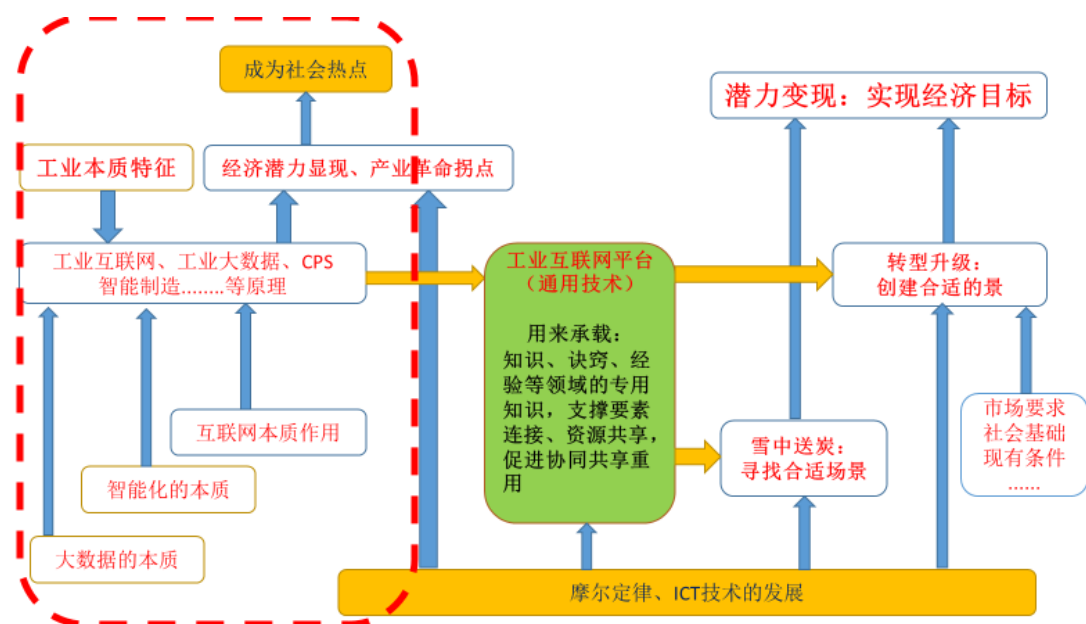 成为社会热点
潜力变现：实现经济目标
工业本质特征
经济潜力显现、产业革命拐点
工业互联网、工业大数据、CPS
智能制造........等原理
工业互联网平台
（通用技术）
用来承载：
知识、诀窍、经
验等领域的专用
知识，支撑要素
连接、资源共享，
促进协同共享重
用
转型升级：
创建合适的景
互联网本质作用
智能化的本质
大数据的本质
雪中送炭：
寻找合适场景
市场要求
社会基础
现有条件
……
摩尔定律、ICT技术的发展